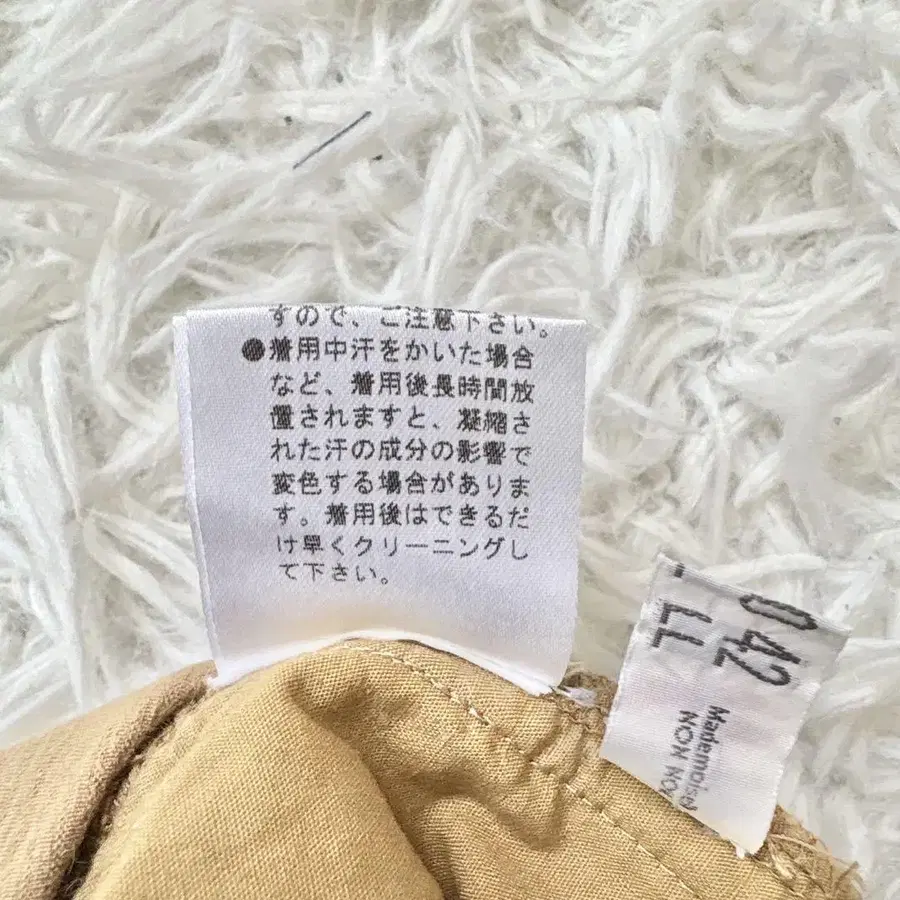 すので、ご注意下さい。
●着用中汗をかいた場合
など、着用後長時間放
置されますと、凝縮さ
れた汗の成分の影響で
変色する場合がありま
す。着用後はできるだ
け早くクリーニングし
て下さい。
042
LL
Mademoisel
NON NO